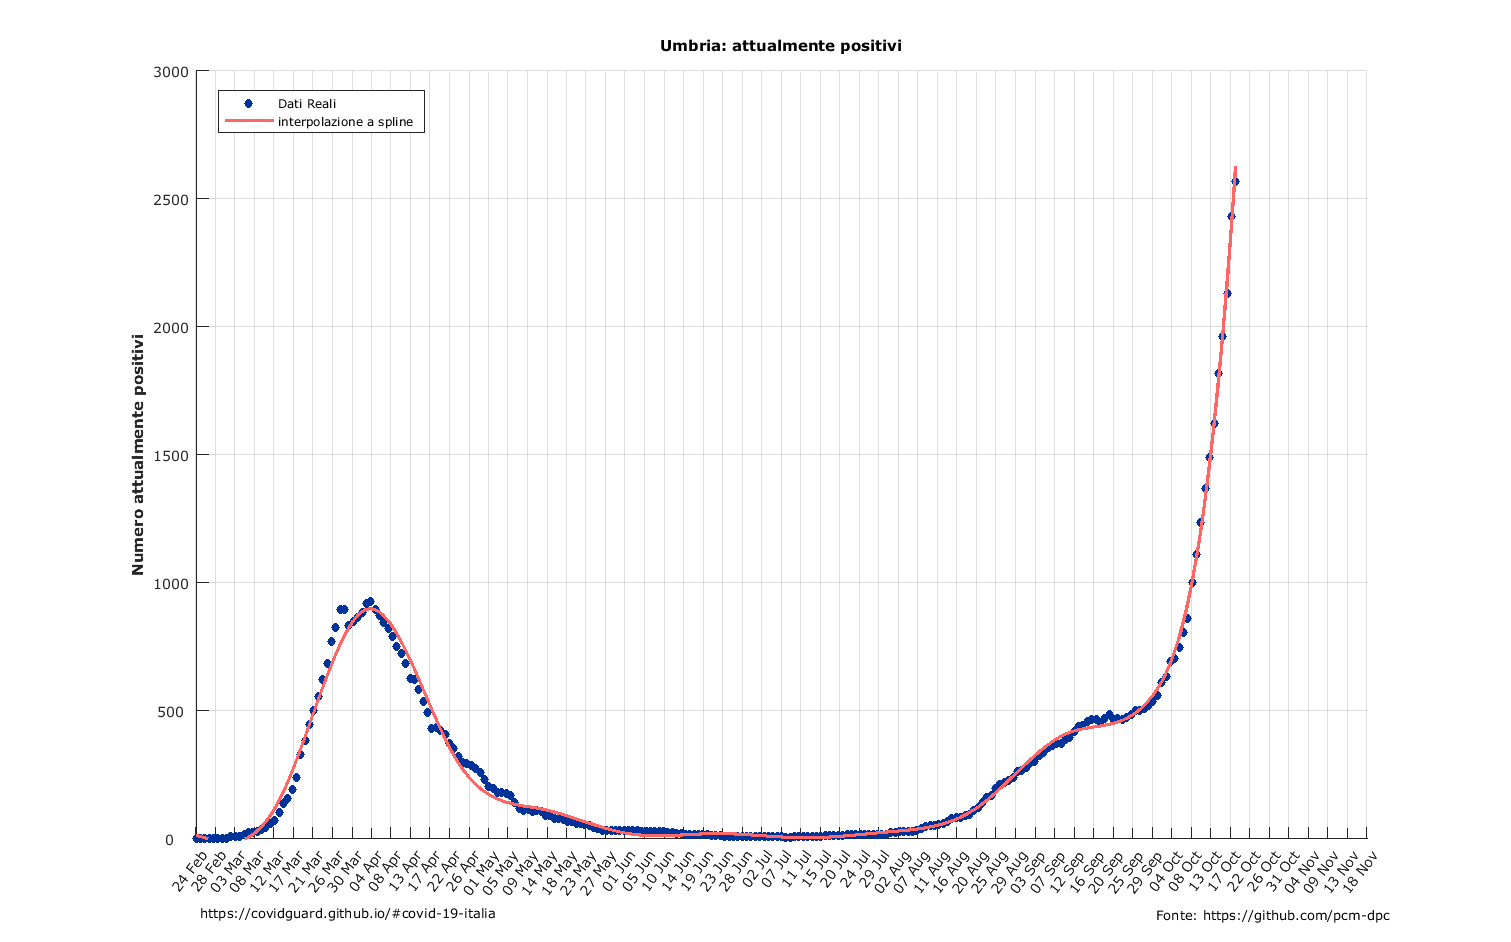 Umbria: attualmente positivi
Dati Reali
interpolazione a spline
Numero attualmente positivi
3000
2500
2000
1500
1000
500
0
24 Feb
28 Feb
03 Mar
08 Mar
12 Mar
17 Mar
21 Mar
26 Mar
30 Mar
04 Apr
08 Apr
13 Apr
17 Apr
22 Apr
26 Apr
01 May
05 May
09 May
14 May
18 May
23 May
27 May
01 Jun
05 Jun
10 Jun
14 Jun
19 Jun
23 Jun
28 Jun
02 Jul
07 Jul
11 Jul
15 Jul
20 Jul
24 Jul
29 Jul
02 Aug
07 Aug
11 Aug
16 Aug
20 Aug
25 Aug
29 Aug
03 Sep
07 Sep
12 Sep
16 Sep
20 Sep
25 Sep
29 Sep
04 Oct
08 Oct
13 Oct
17 Oct
22 Oct
26 Oct
31 Oct
04 Nov
09 Nov
13 Nov
18 Nov
https://covidguard.github.io/#covid-19-italia
Fonte: https://github.com/pcm-dpc